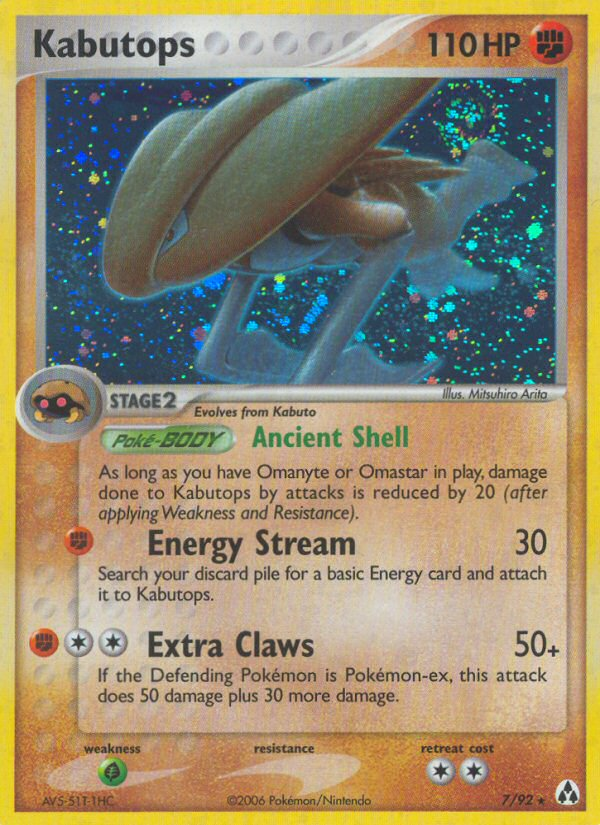 Kabutops 110 HP
Illus. Mitsuhiro Arita
STAGE2
Evolves from Kabuto
Poké-BODY Ancient Shell
As long as you have Omanyte or Omastar in play, damage
done to Kabutops by attacks is reduced by 20 (after
applying Weakness and Resistance).
Energy Stream 30
Search your discard pile for a basic Energy card and attach
it to Kabutops.
Extra Claws 50+
If the Defending Pokémon is Pokémon-ex, this attack
does 50 damage plus 30 more damage.
weakness resistance retreat cost
AV5-51T-1HC ©2006 Pokémon/Nintendo 7/92 ★